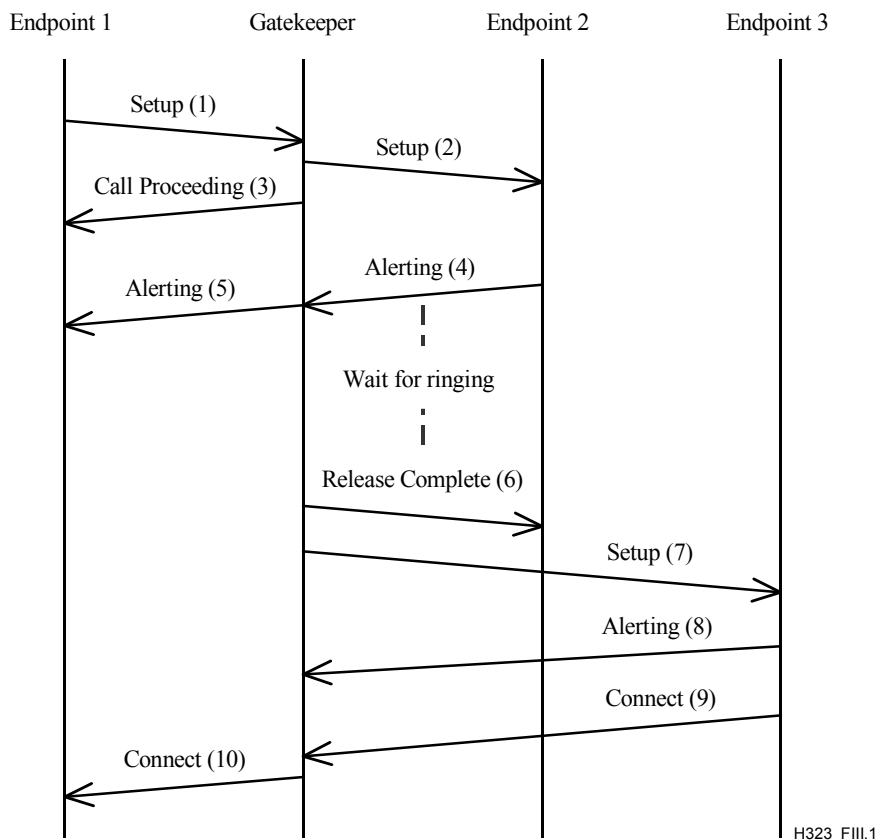 Endpoint 1
Gatekeeper
Endpoint 2
Endpoint 3
Setup (1)
Setup (2)
Call Proceeding (3)
Alerting (4)
Alerting (5)
Wait for ringing
Release Complete (6)
Setup (7)
Alerting (8)
Connect (9)
Connect (10)
H323_FIII.1